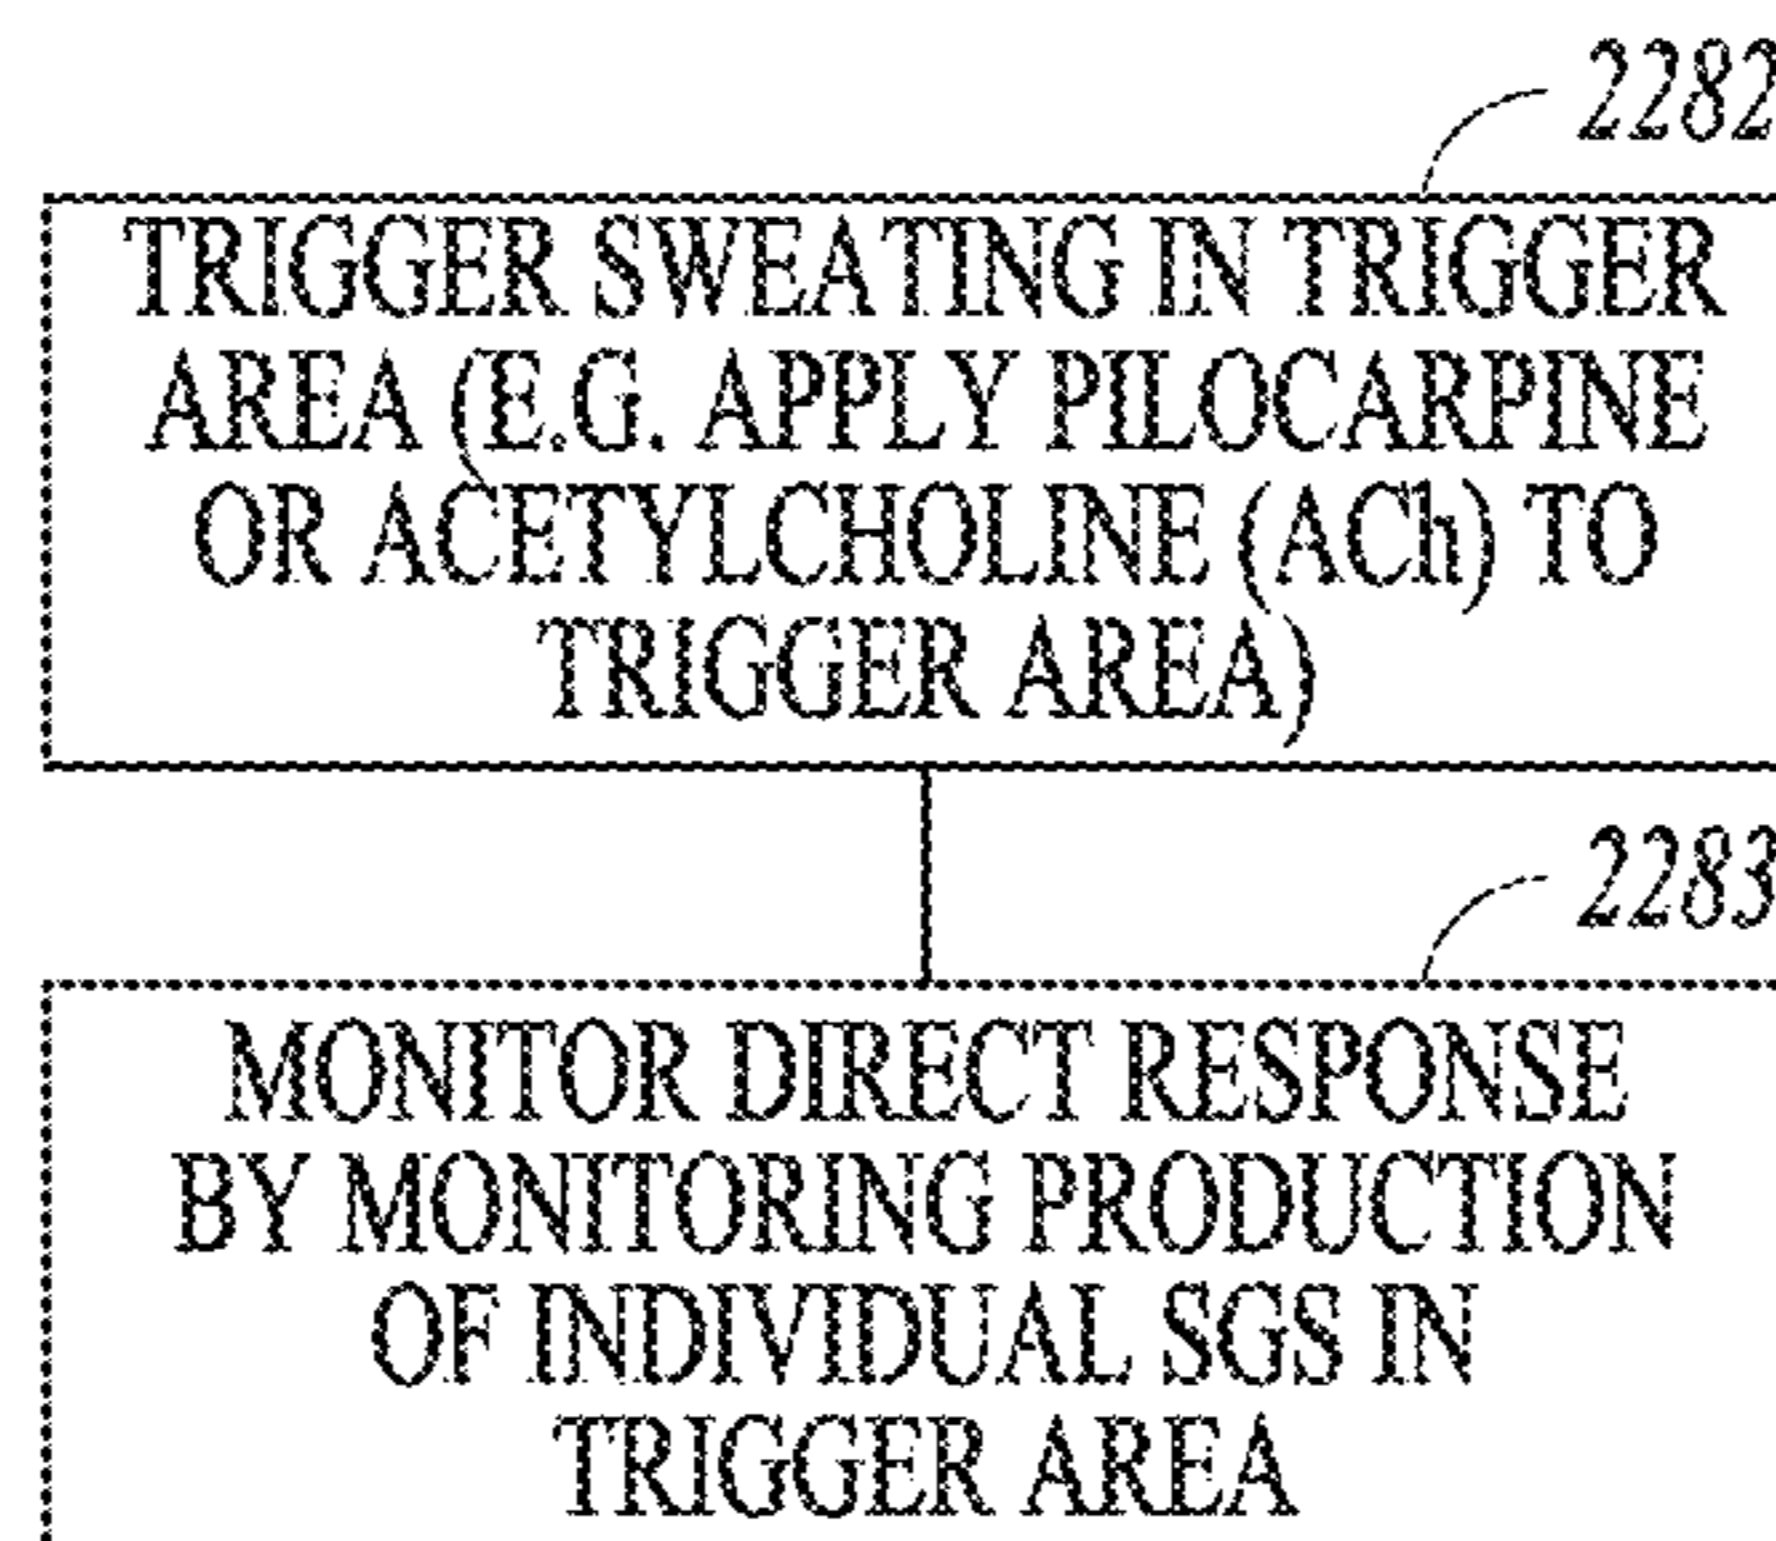 2282
TRIGGER SWEATING IN TRIGGER
AREA (E.G. APPLY PILOCARPINE
OR ACETYLCHOLINE (ACh) TO
TRIGGER AREA)
2283
MONITOR DIRECT RESPONSE
BY MONITORING PRODUCTION
OF INDIVIDUAL SGS IN
TRIGGER AREA